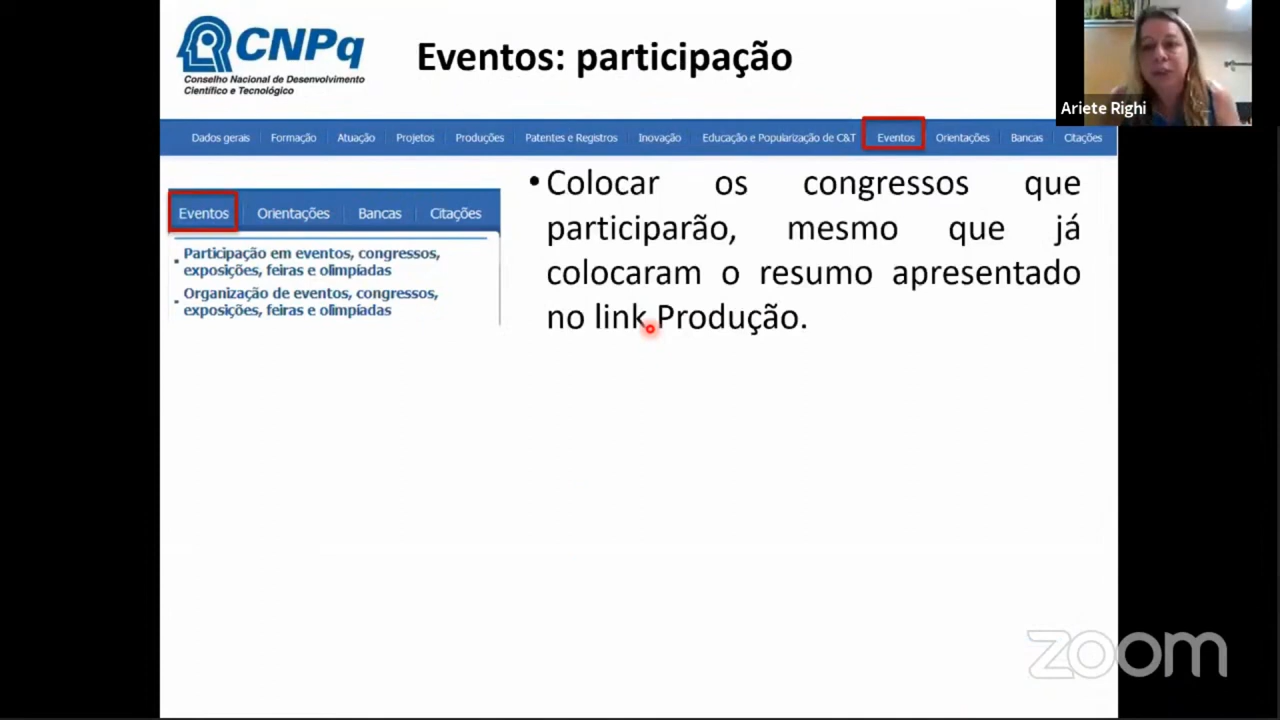 CNPq
Conselho Nacional de Desenvolvimento
Científico e Tecnológico
Eventos: participação
Ariete Righi
Dados gerais Formação Atuação Projetos Produções Patentes e Registros Inovação Educação e Popularização de C&T Eventos Orientações Bancas Citações
Eventos Orientações Bancas Citações
Participação em eventos, congressos,
exposições, feiras e olimpíadas
Organização de eventos, congressos,
exposições, feiras e olimpíadas
• Colocar os congressos que
participarão, mesmo que já
colocaram o resumo apresentado
no link Produção.
zoom